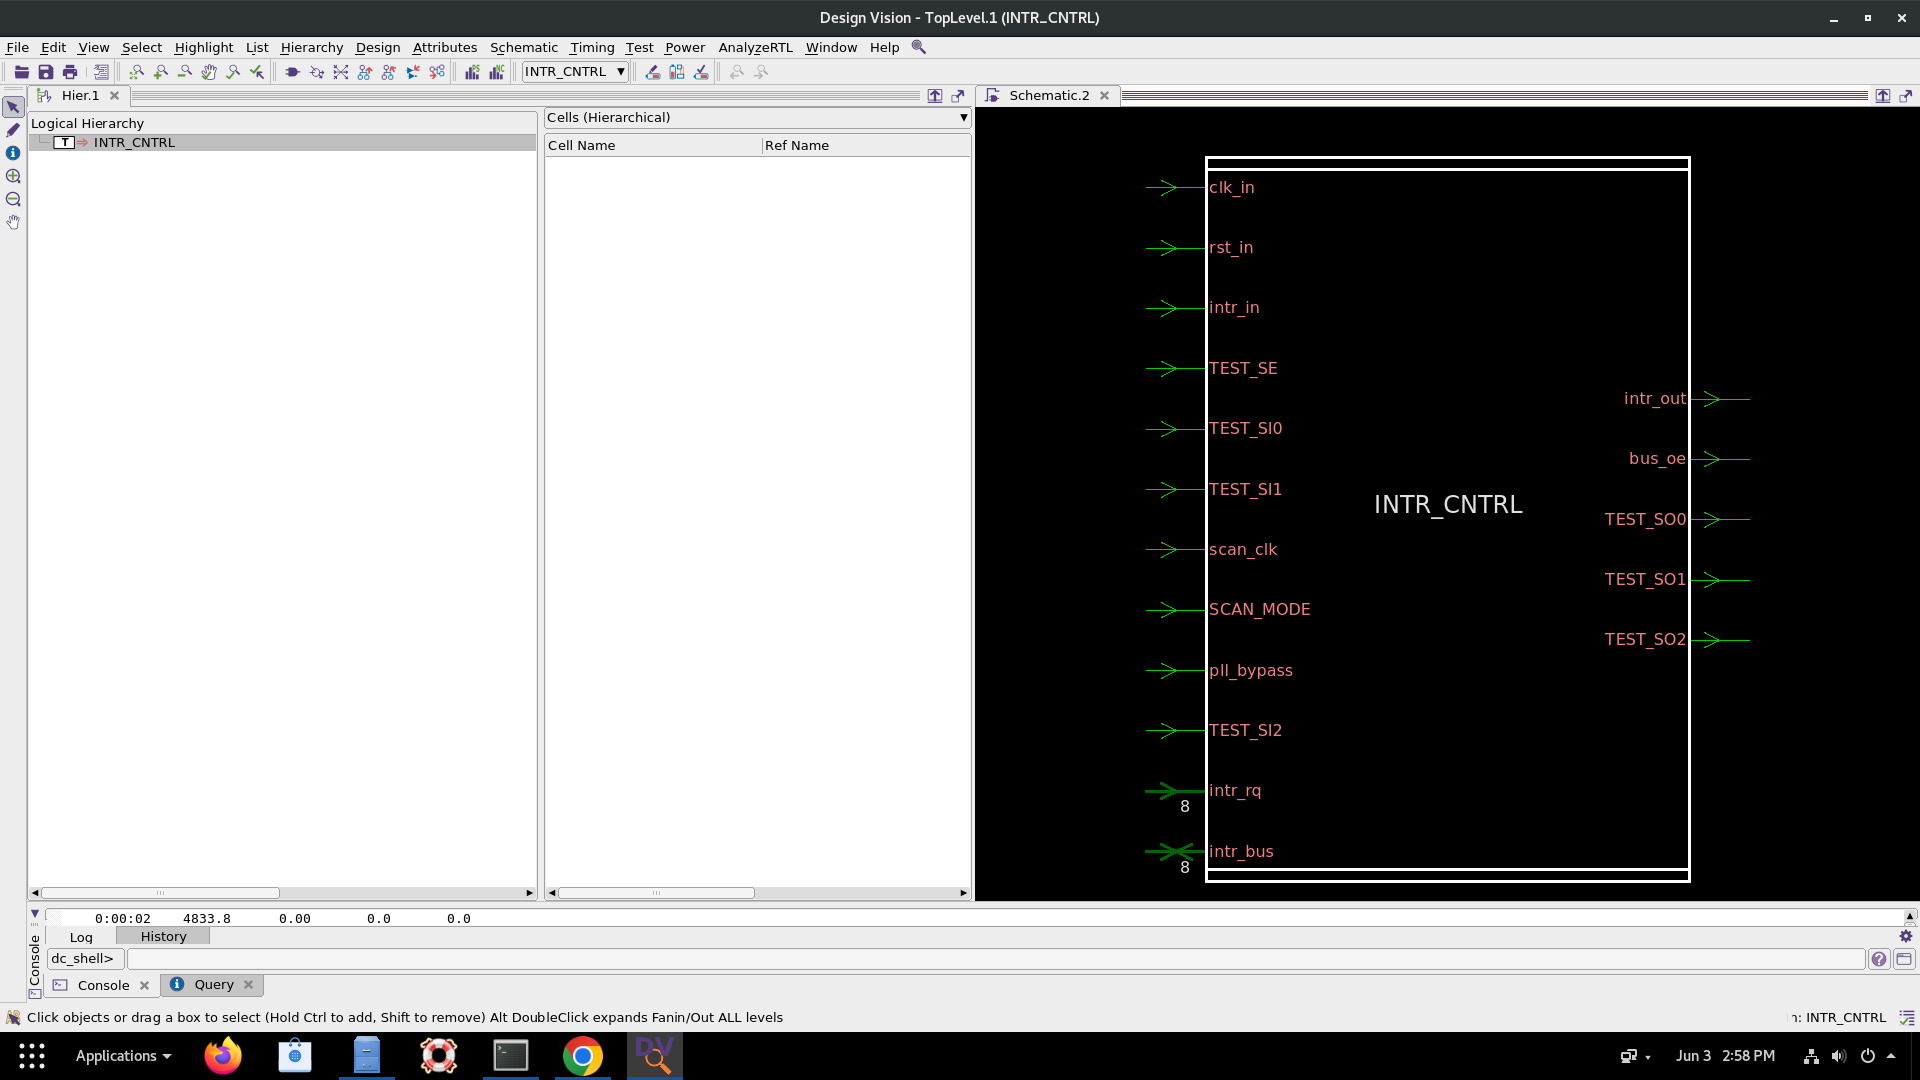 Design Vision - TopLevel.1 (INTR_CNTRL)
File Edit View Select Highlight List Hierarchy Design Attributes Schematic Timing Test Power AnalyzeRTL Window Help
INTR_CNTRL
Hier.1
Schematic.2
Logical Hierarchy
T INTR_CNTRL
Cells (Hierarchical)
Cell Name Ref Name
clk_in
rst_in
intr_in
TEST_SE
TEST_SI0
TEST_SI1
scan_clk
SCAN_MODE
pll_bypass
TEST_SI2
intr_rq
8
intr_bus
8
INTR_CNTRL
intr_out
bus_oe
TEST_SO0
TEST_SO1
TEST_SO2
0:00:02 4833.8 0.00 0.0 0.0
Log History
Console
dc_shell>
Console Query
Click objects or drag a box to select (Hold Ctrl to add, Shift to remove) Alt DoubleClick expands Fanin/Out ALL levels
: INTR_CNTRL
Applications
DV
Jun 3 2:58 PM